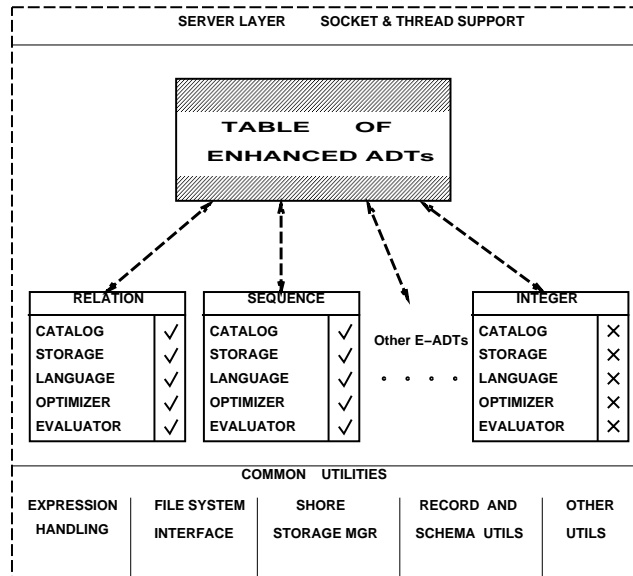 SERVER LAYER SOCKET & THREAD SUPPORT
TABLE OF
ENHANCED ADTs
RELATION
CATALOG
STORAGE
LANGUAGE
OPTIMIZER
EVALUATOR
SEQUENCE
CATALOG
STORAGE
LANGUAGE
OPTIMIZER
EVALUATOR
Other E-ADTs
INTEGER
CATALOG
STORAGE
LANGUAGE
OPTIMIZER
EVALUATOR
COMMON UTILITIES
EXPRESSION
HANDLING
FILE SYSTEM
INTERFACE
SHORE
STORAGE MGR
RECORD AND
SCHEMA UTILS
OTHER
UTILS